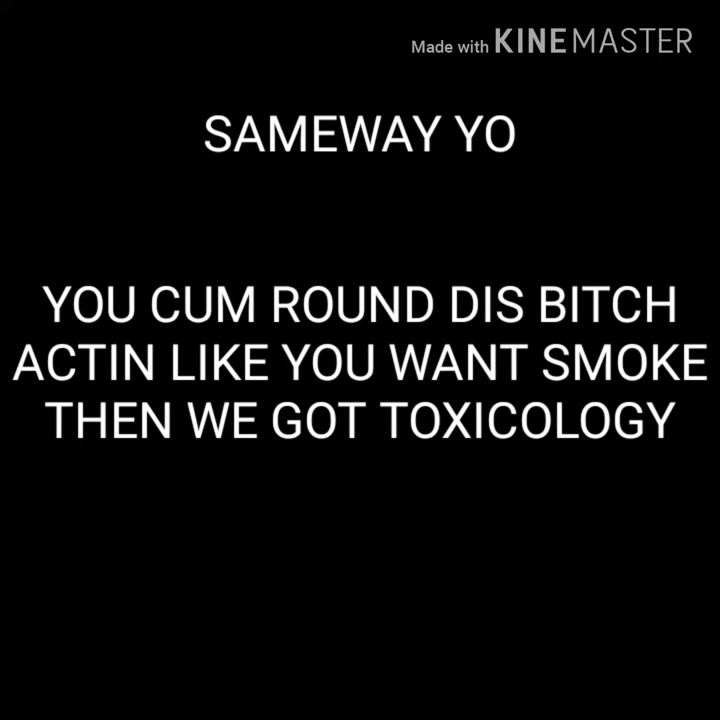 Made with KINEMASTER
SAMEWAY YO
YOU CUM ROUND DIS BITCH
ACTIN LIKE YOU WANT SMOKE
THEN WE GOT TOXICOLOGY